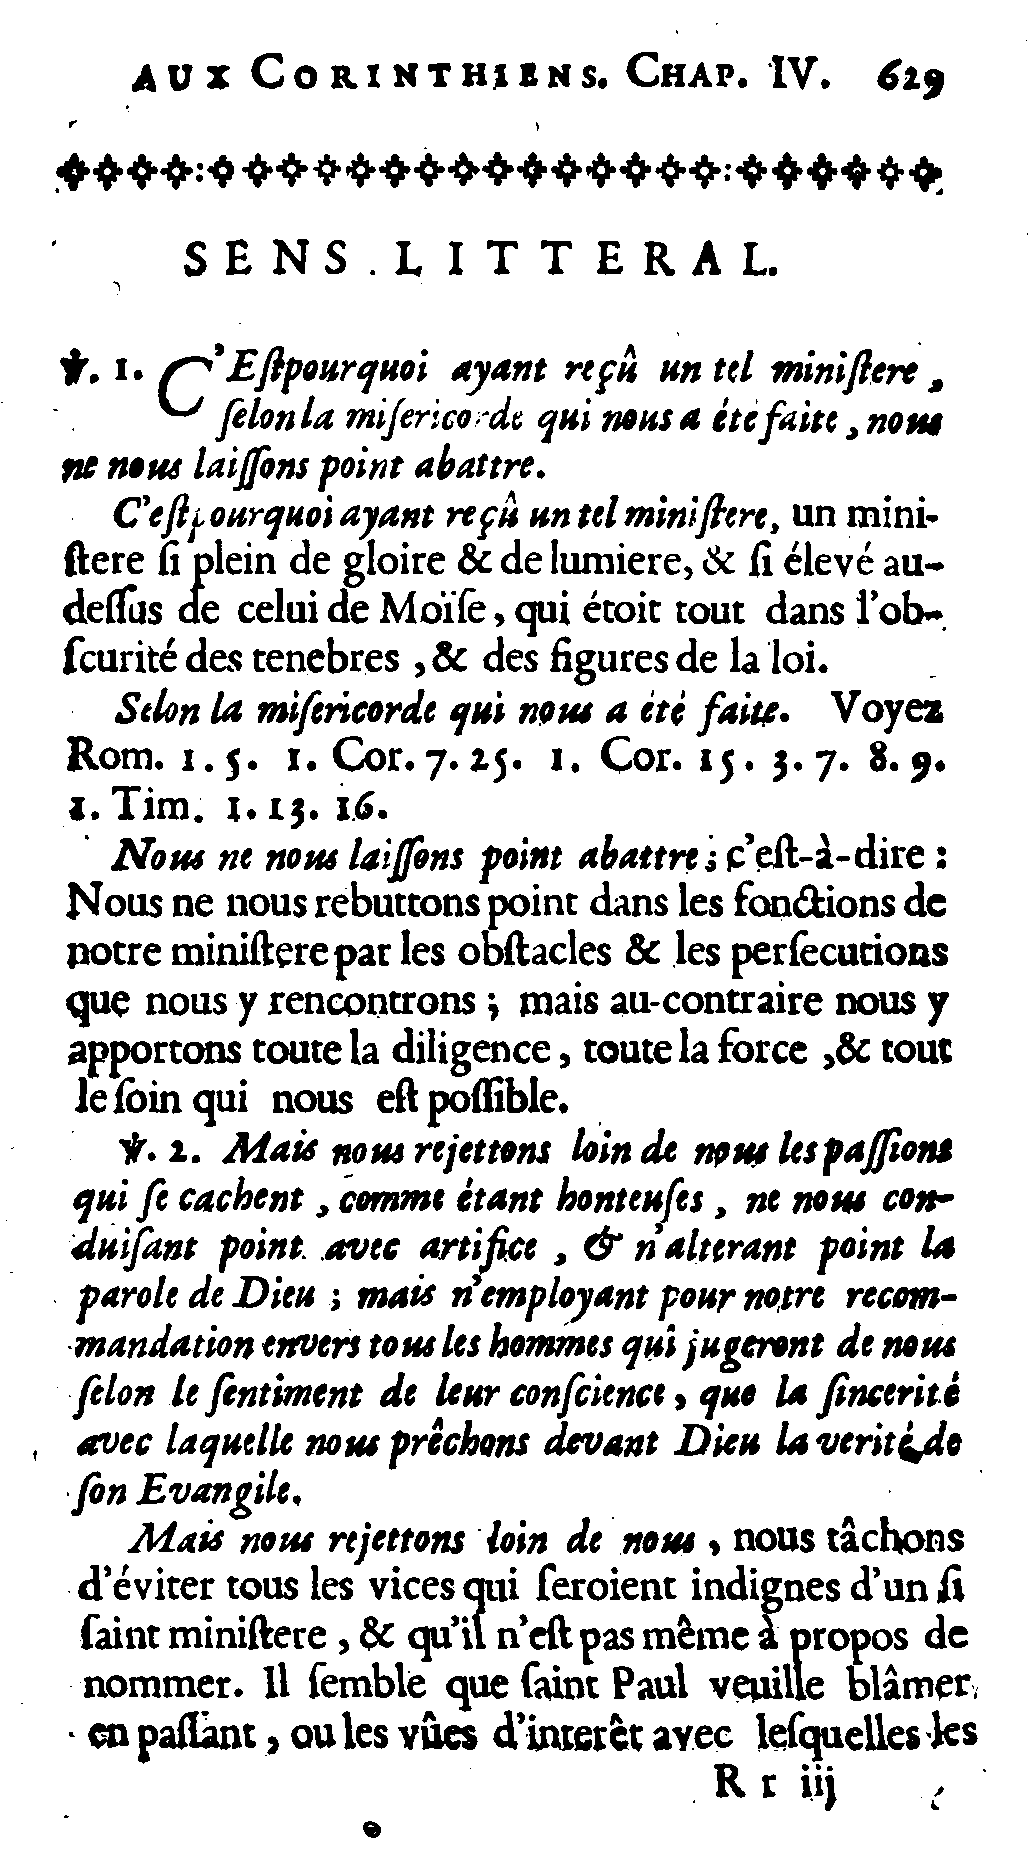 AUX CORINTHIENS. CHAP. IV. 629
SENS LITTERAL.
℣. 1. C'Eſtpourquoi ayant reçû un tel miniſtere,
ſelon la miſericorde qui nous a été faite, nous
ne nous laiſſons point abattre.
C'eſtpourquoi ayant reçû un tel miniſtere, un mini-
ſtere ſi plein de gloire & de lumiere, & ſi élevé au-
deſſus de celui de Moïſe, qui étoit tout dans l'ob-
ſcurité des tenebres, & des figures de la loi.
Selon la miſericorde qui nous a été faite. Voyez
Rom. 1. 5. 1. Cor. 7. 25. 1. Cor. 15. 3. 7. 8. 9.
1. Tim. 1. 13. 16.
Nous ne nous laiſſons point abattre; c'eſt-à-dire:
Nous ne nous rebuttons point dans les fonctions de
notre miniſtere par les obſtacles & les perſecutions
que nous y rencontrons; mais au-contraire nous y
apportons toute la diligence, toute la force, & tout
le ſoin qui nous eſt poſſible.
℣. 2. Mais nous rejettons loin de nous les paſſions
qui ſe cachent, comme étant honteuſes, ne nous con-
duiſant point avec artifice, & n'alterant point la
parole de Dieu; mais n'employant pour notre recom-
mandation envers tous les hommes qui jugeront de nous
ſelon le ſentiment de leur conſcience, que la ſincerité
avec laquelle nous prêchons devant Dieu la verité de
ſon Evangile.
Mais nous rejettons loin de nous, nous tâchons
d'éviter tous les vices qui ſeroient indignes d'un ſi
ſaint miniſtere, & qu'il n'eſt pas même à propos de
nommer. Il ſemble que ſaint Paul veuille blâmer
en paſſant, ou les vûes d'interêt avec leſquelles les
R r iij